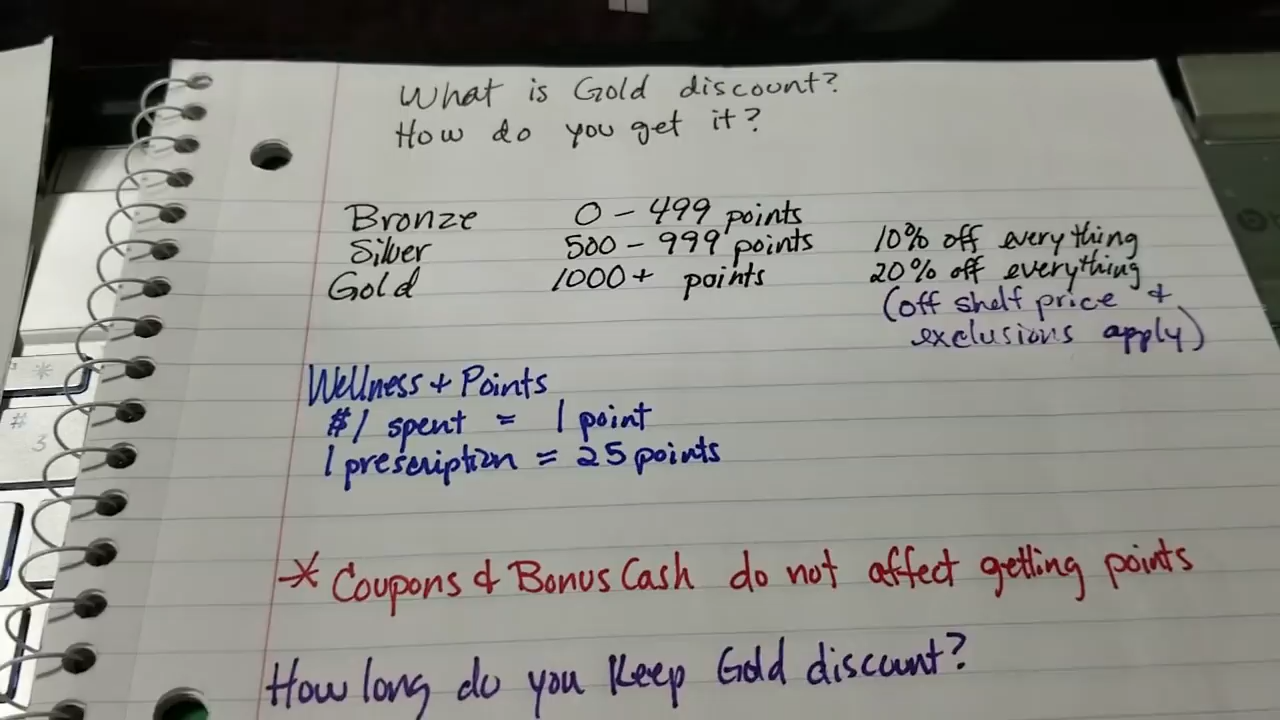 What is Gold discount?
How do you get it?
Bronze 0 - 499 points
Silver 500 - 999 points 10% off everything
Gold 1000+ points 20% off everything
(off shelf price &
exclusions apply)
Wellness + Points
$1 spent = 1 point
1 prescription = 25 points
* Coupons & Bonus Cash do not affect getting points
How long do you keep Gold discount?
*
#
3